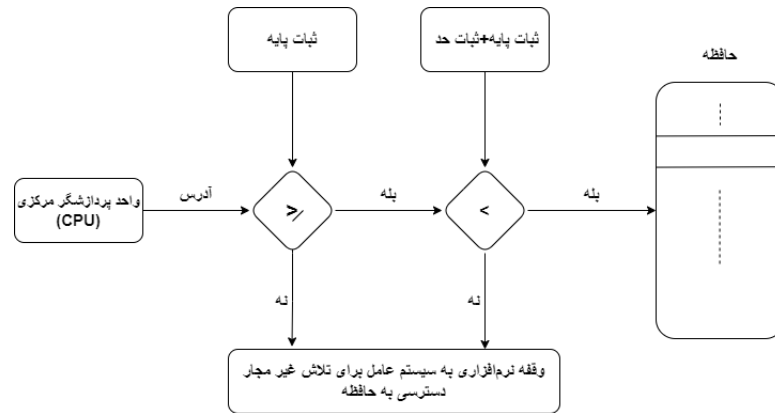 ثبات پایه
ثبات پایه+ثبات حد
حافظه
واحد پردازشگر مرکزی
(CPU)
آدرس
≥
بله
<
بله
نه
نه
وقفه نرم‌افزاری به سیستم عامل برای تلاش غیر مجار
دسترسی به حافظه